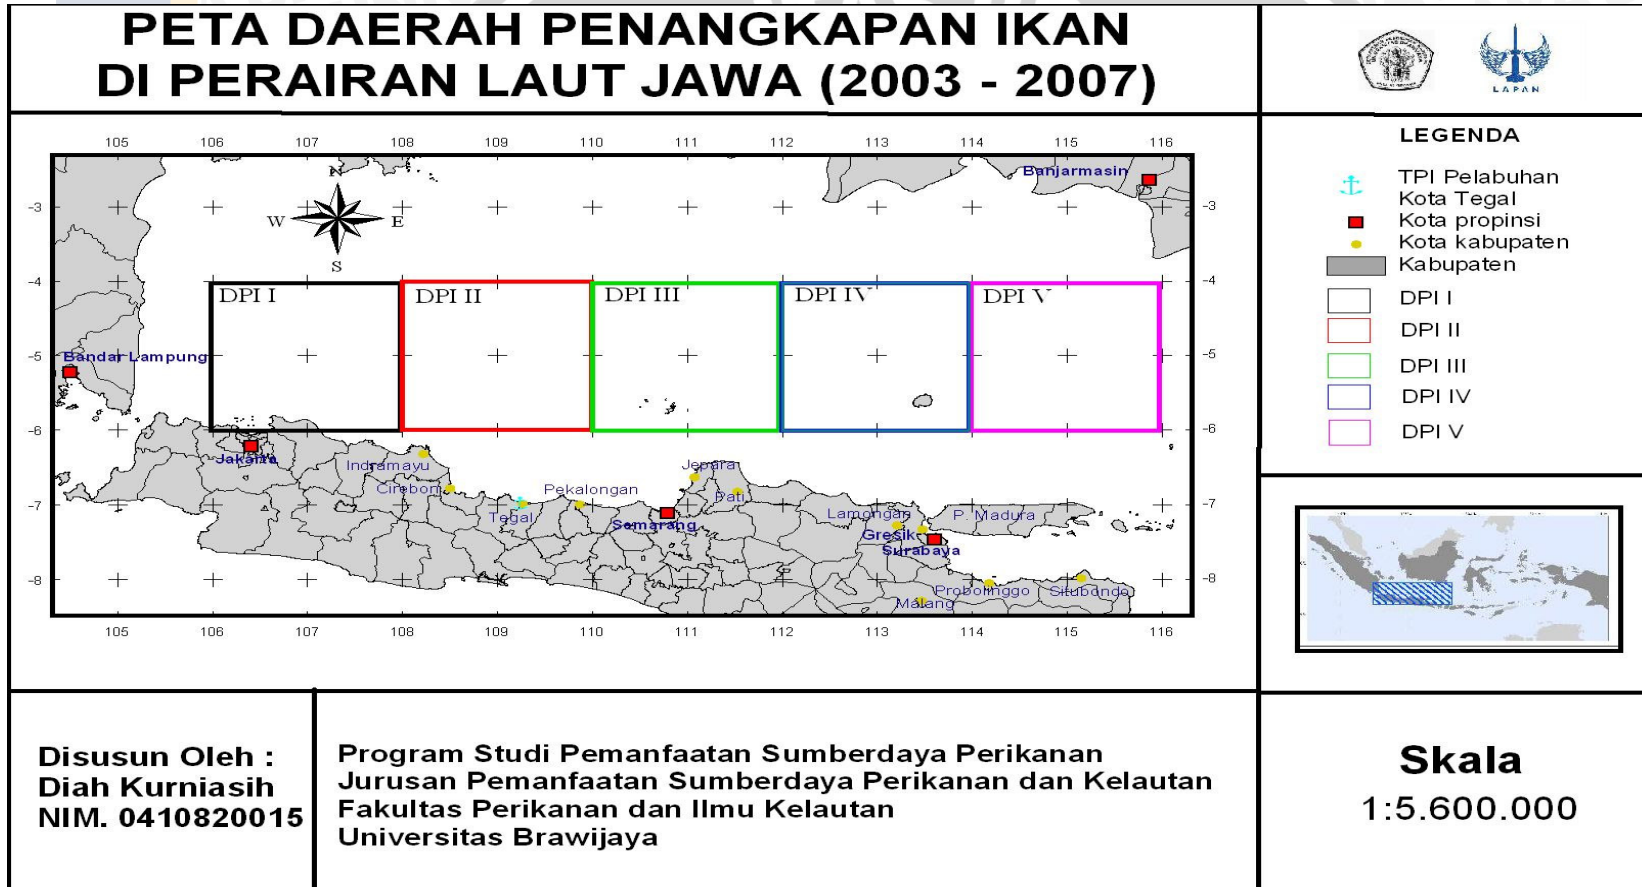 PETA DAERAH PENANGKAPAN IKAN
DI PERAIRAN LAUT JAWA (2003 - 2007)
LAPAN
105 106 107 108 109 110 111 112 113 114 115 116
N
W E
S
Banjarmasin
-3 -3
-4 -4
DPI I DPI II DPI III DPI IV DPI V
-5 -5
Bandar Lampung
-6 -6
Jakarta
Indramayu
Cirebon
Tegal
Pekalongan
Semarang
Jepara
Pati
Lamongan
Gresik
Surabaya
P. Madura
-7 -7
Probolinggo
Situbondo
Malang
-8 -8
105 106 107 108 109 110 111 112 113 114 115 116
LEGENDA
TPI Pelabuhan
Kota Tegal
Kota propinsi
Kota kabupaten
Kabupaten
DPI I
DPI II
DPI III
DPI IV
DPI V
Disusun Oleh :
Diah Kurniasih
NIM. 0410820015
Program Studi Pemanfaatan Sumberdaya Perikanan
Jurusan Pemanfaatan Sumberdaya Perikanan dan Kelautan
Fakultas Perikanan dan Ilmu Kelautan
Universitas Brawijaya
Skala
1:5.600.000